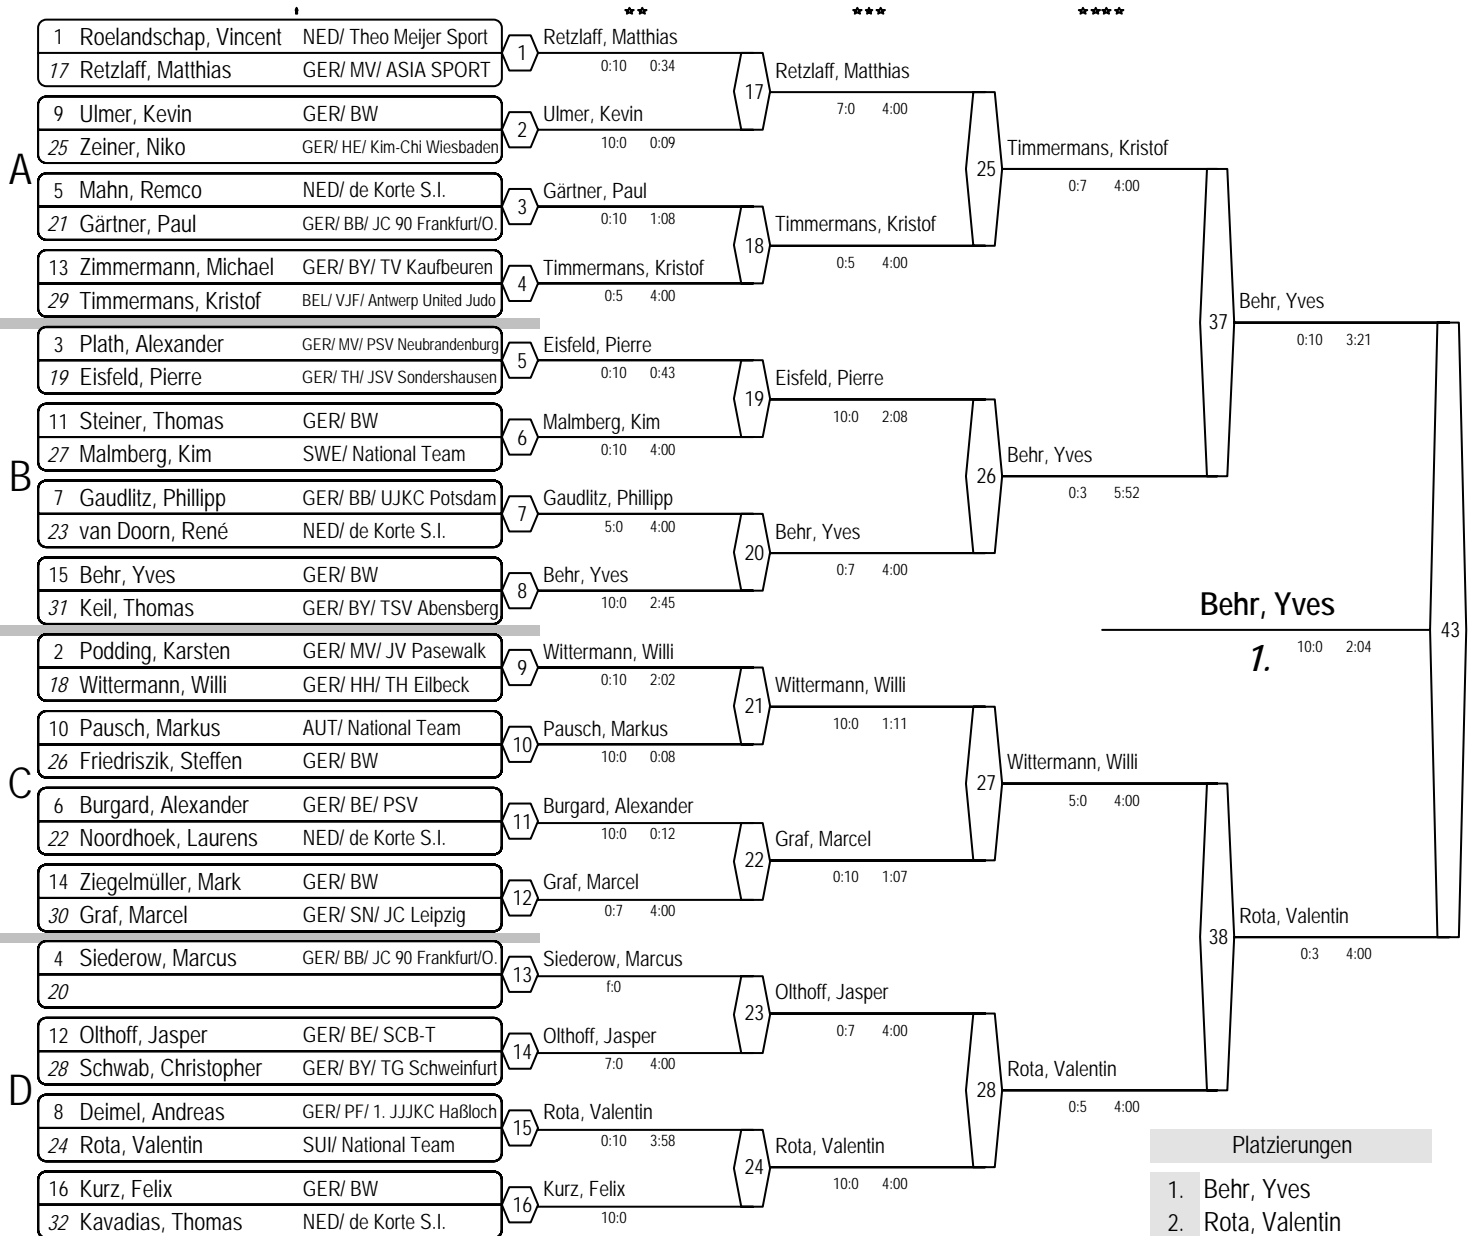 * ** *** ****
A
1 Roelandschap, Vincent NED/ Theo Meijer Sport
17 Retzlaff, Matthias GER/ MV/ ASIA SPORT
9 Ulmer, Kevin GER/ BW
25 Zeiner, Niko GER/ HE/ Kim-Chi Wiesbaden
5 Mahn, Remco NED/ de Korte S.I.
21 Gärtner, Paul GER/ BB/ JC 90 Frankfurt/O.
13 Zimmermann, Michael GER/ BY/ TV Kaufbeuren
29 Timmermans, Kristof BEL/ VJF/ Antwerp United Judo
B
3 Plath, Alexander GER/ MV/ PSV Neubrandenburg
19 Eisfeld, Pierre GER/ TH/ JSV Sondershausen
11 Steiner, Thomas GER/ BW
27 Malmberg, Kim SWE/ National Team
7 Gaudlitz, Phillipp GER/ BB/ UJKC Potsdam
23 van Doorn, René NED/ de Korte S.I.
15 Behr, Yves GER/ BW
31 Keil, Thomas GER/ BY/ TSV Abensberg
C
2 Podding, Karsten GER/ MV/ JV Pasewalk
18 Wittermann, Willi GER/ HH/ TH Eilbeck
10 Pausch, Markus AUT/ National Team
26 Friedriszik, Steffen GER/ BW
6 Burgard, Alexander GER/ BE/ PSV
22 Noordhoek, Laurens NED/ de Korte S.I.
14 Ziegelmüller, Mark GER/ BW
30 Graf, Marcel GER/ SN/ JC Leipzig
D
4 Siederow, Marcus GER/ BB/ JC 90 Frankfurt/O.
20
12 Olthoff, Jasper GER/ BE/ SCB-T
28 Schwab, Christopher GER/ BY/ TG Schweinfurt
8 Deimel, Andreas GER/ PF/ 1. JJJKC Haßloch
24 Rota, Valentin SUI/ National Team
16 Kurz, Felix GER/ BW
32 Kavadias, Thomas NED/ de Korte S.I.
1 Retzlaff, Matthias
0:10 0:34
2 Ulmer, Kevin
10:0 0:09
3 Gärtner, Paul
0:10 1:08
4 Timmermans, Kristof
0:5 4:00
5 Eisfeld, Pierre
0:10 0:43
6 Malmberg, Kim
0:10 4:00
7 Gaudlitz, Phillipp
5:0 4:00
8 Behr, Yves
10:0 2:45
9 Wittermann, Willi
0:10 2:02
10 Pausch, Markus
10:0 0:08
11 Burgard, Alexander
10:0 0:12
12 Graf, Marcel
0:7 4:00
13 Siederow, Marcus
f:0
14 Olthoff, Jasper
7:0 4:00
15 Rota, Valentin
0:10 3:58
16 Kurz, Felix
10:0
17 Retzlaff, Matthias
7:0 4:00
18 Timmermans, Kristof
0:5 4:00
19 Eisfeld, Pierre
10:0 2:08
20 Behr, Yves
0:7 4:00
21 Wittermann, Willi
10:0 1:11
22 Graf, Marcel
0:10 1:07
23 Olthoff, Jasper
0:7 4:00
24 Rota, Valentin
10:0 4:00
25 Timmermans, Kristof
0:7 4:00
26 Behr, Yves
0:3 5:52
27 Wittermann, Willi
5:0 4:00
28 Rota, Valentin
0:5 4:00
37 Behr, Yves
0:10 3:21
38 Rota, Valentin
0:3 4:00
Behr, Yves 43
1. 10:0 2:04
Platzierungen
1. Behr, Yves
2. Rota, Valentin